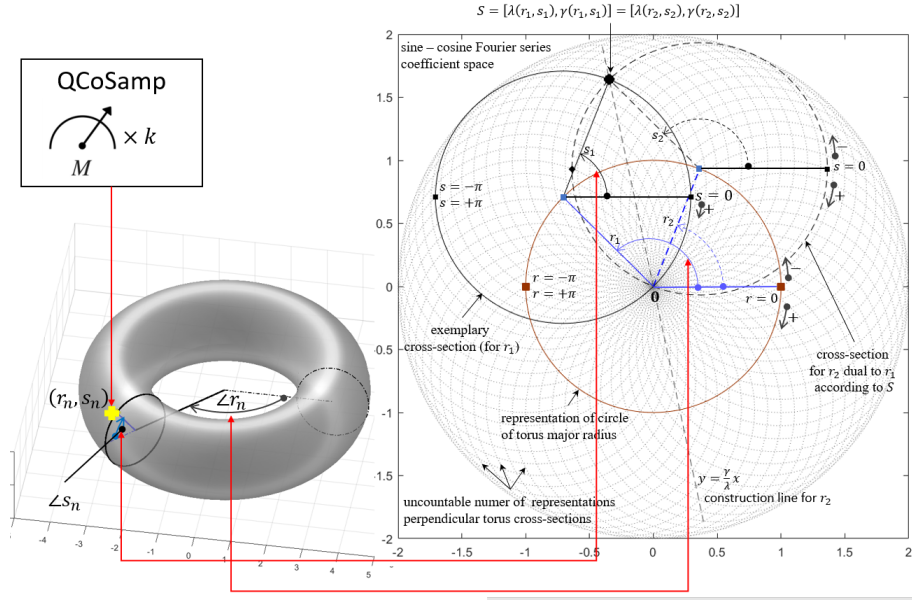 S = [λ(r₁, s₁), γ(r₁, s₁)] = [λ(r₂, s₂), γ(r₂, s₂)]
sine – cosine Fourier series
coefficient space
QCoSamp
× k
M
2
1.5
1
0.5
0
-0.5
-1
-1.5
-2
s₁
s₂
s = 0
s = −π
s = +π
s = 0
−
+
+
r₁
r₂
r = −π
r = +π
0
r = 0
−
+
exemplary
cross-section (for r₁)
cross-section
for r₂ dual to r₁
according to S
representation of circle
of torus major radius
y = γ/λ x
construction line for r₂
uncountable numer of representations
perpendicular torus cross-sections
-2 -1.5 -1 -0.5 0 0.5 1 1.5 2
(rₙ, sₙ)
∠rₙ
∠sₙ
-4 -3 -2 -1 0 1 2 3 4 5